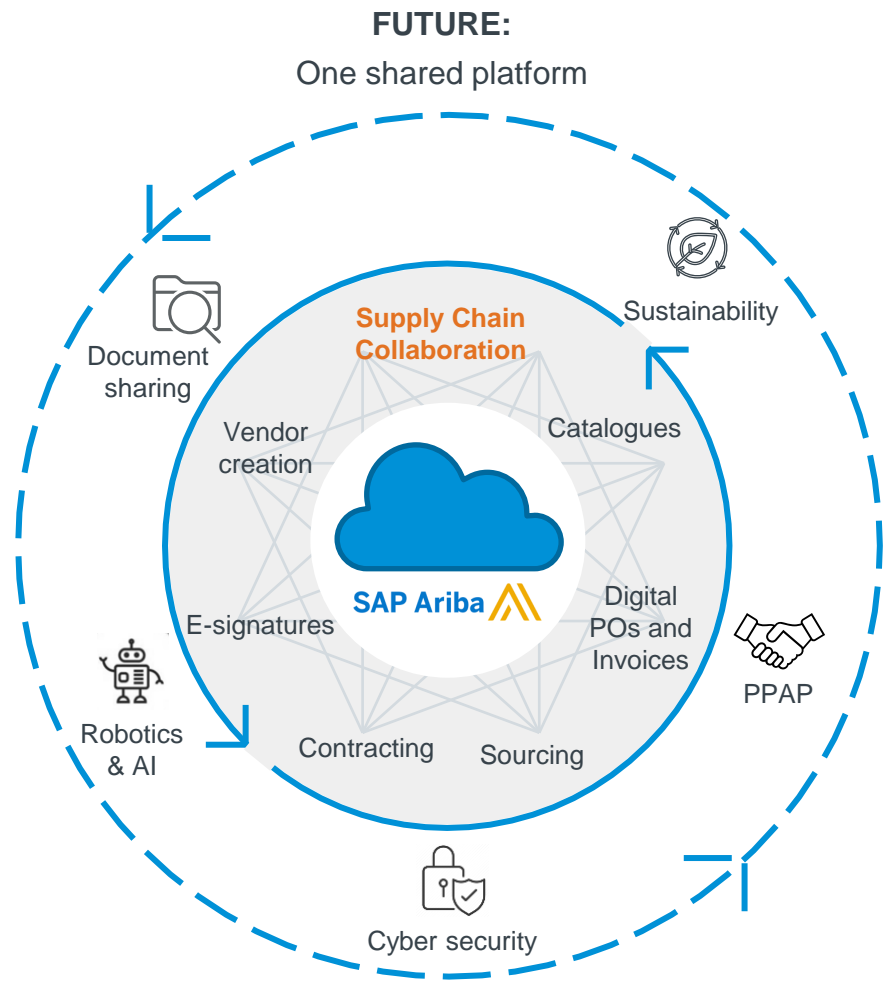 FUTURE:
One shared platform
Sustainability
Supply Chain
Collaboration
Document
sharing
Vendor
creation
Catalogues
SAP Ariba
E-signatures
Digital
POs and
Invoices
PPAP
Robotics
& AI
Contracting
Sourcing
Cyber security